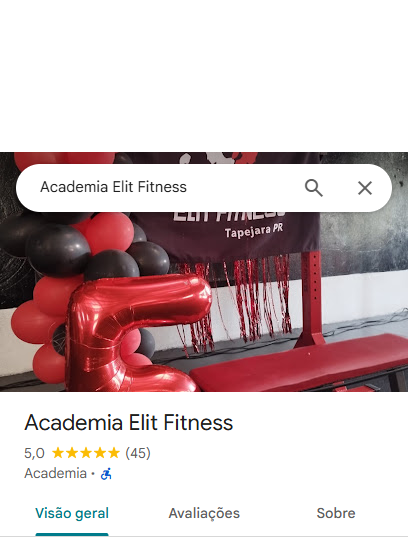 Academia Elit Fitness
ELIT FITNESS
Tapejara PR
Academia Elit Fitness
5,0 (45)
Academia ·
Visão geral Avaliações Sobre